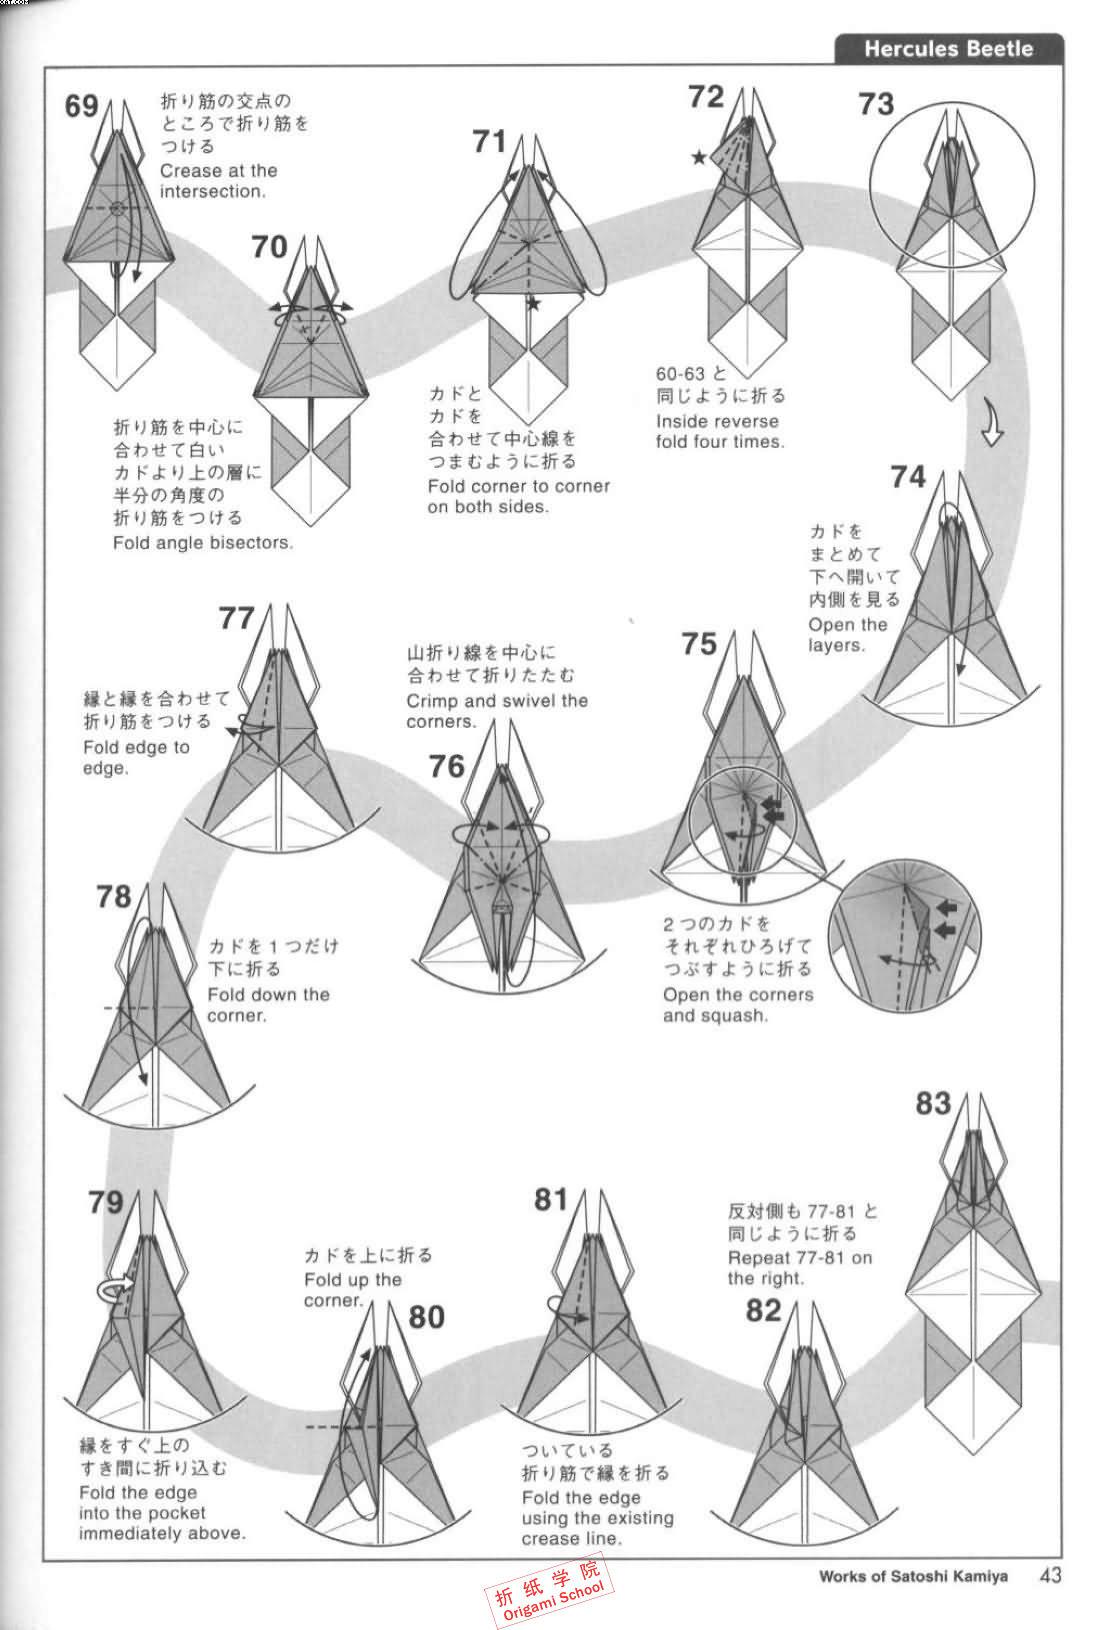 Hercules Beetle
69
折り筋の交点の
ところで折り筋を
つける
Crease at the
intersection.
70
折り筋を中心に
合わせて白い
カドより上の層に
半分の角度の
折り筋をつける
Fold angle bisectors.
71
カドと
カドを
合わせて中心線を
つまむように折る
Fold corner to corner
on both sides.
72
60-63 と
同じように折る
Inside reverse
fold four times.
73
74
カドを
まとめて
下へ開いて
内側を見る
Open the
layers.
75
2つのカドを
それぞれひろげて
つぶすように折る
Open the corners
and squash.
76
山折り線を中心に
合わせて折りたたむ
Crimp and swivel the
corners.
77
縁と縁を合わせて
折り筋をつける
Fold edge to
edge.
78
カドを1つだけ
下に折る
Fold down the
corner.
79
縁をすぐ上の
すき間に折り込む
Fold the edge
into the pocket
immediately above.
80
カドを上に折る
Fold up the
corner.
81
ついている
折り筋で縁を折る
Fold the edge
using the existing
crease line.
82
反対側も 77-81 と
同じように折る
Repeat 77-81 on
the right.
83
Works of Satoshi Kamiya 43
折纸学院
Origami School